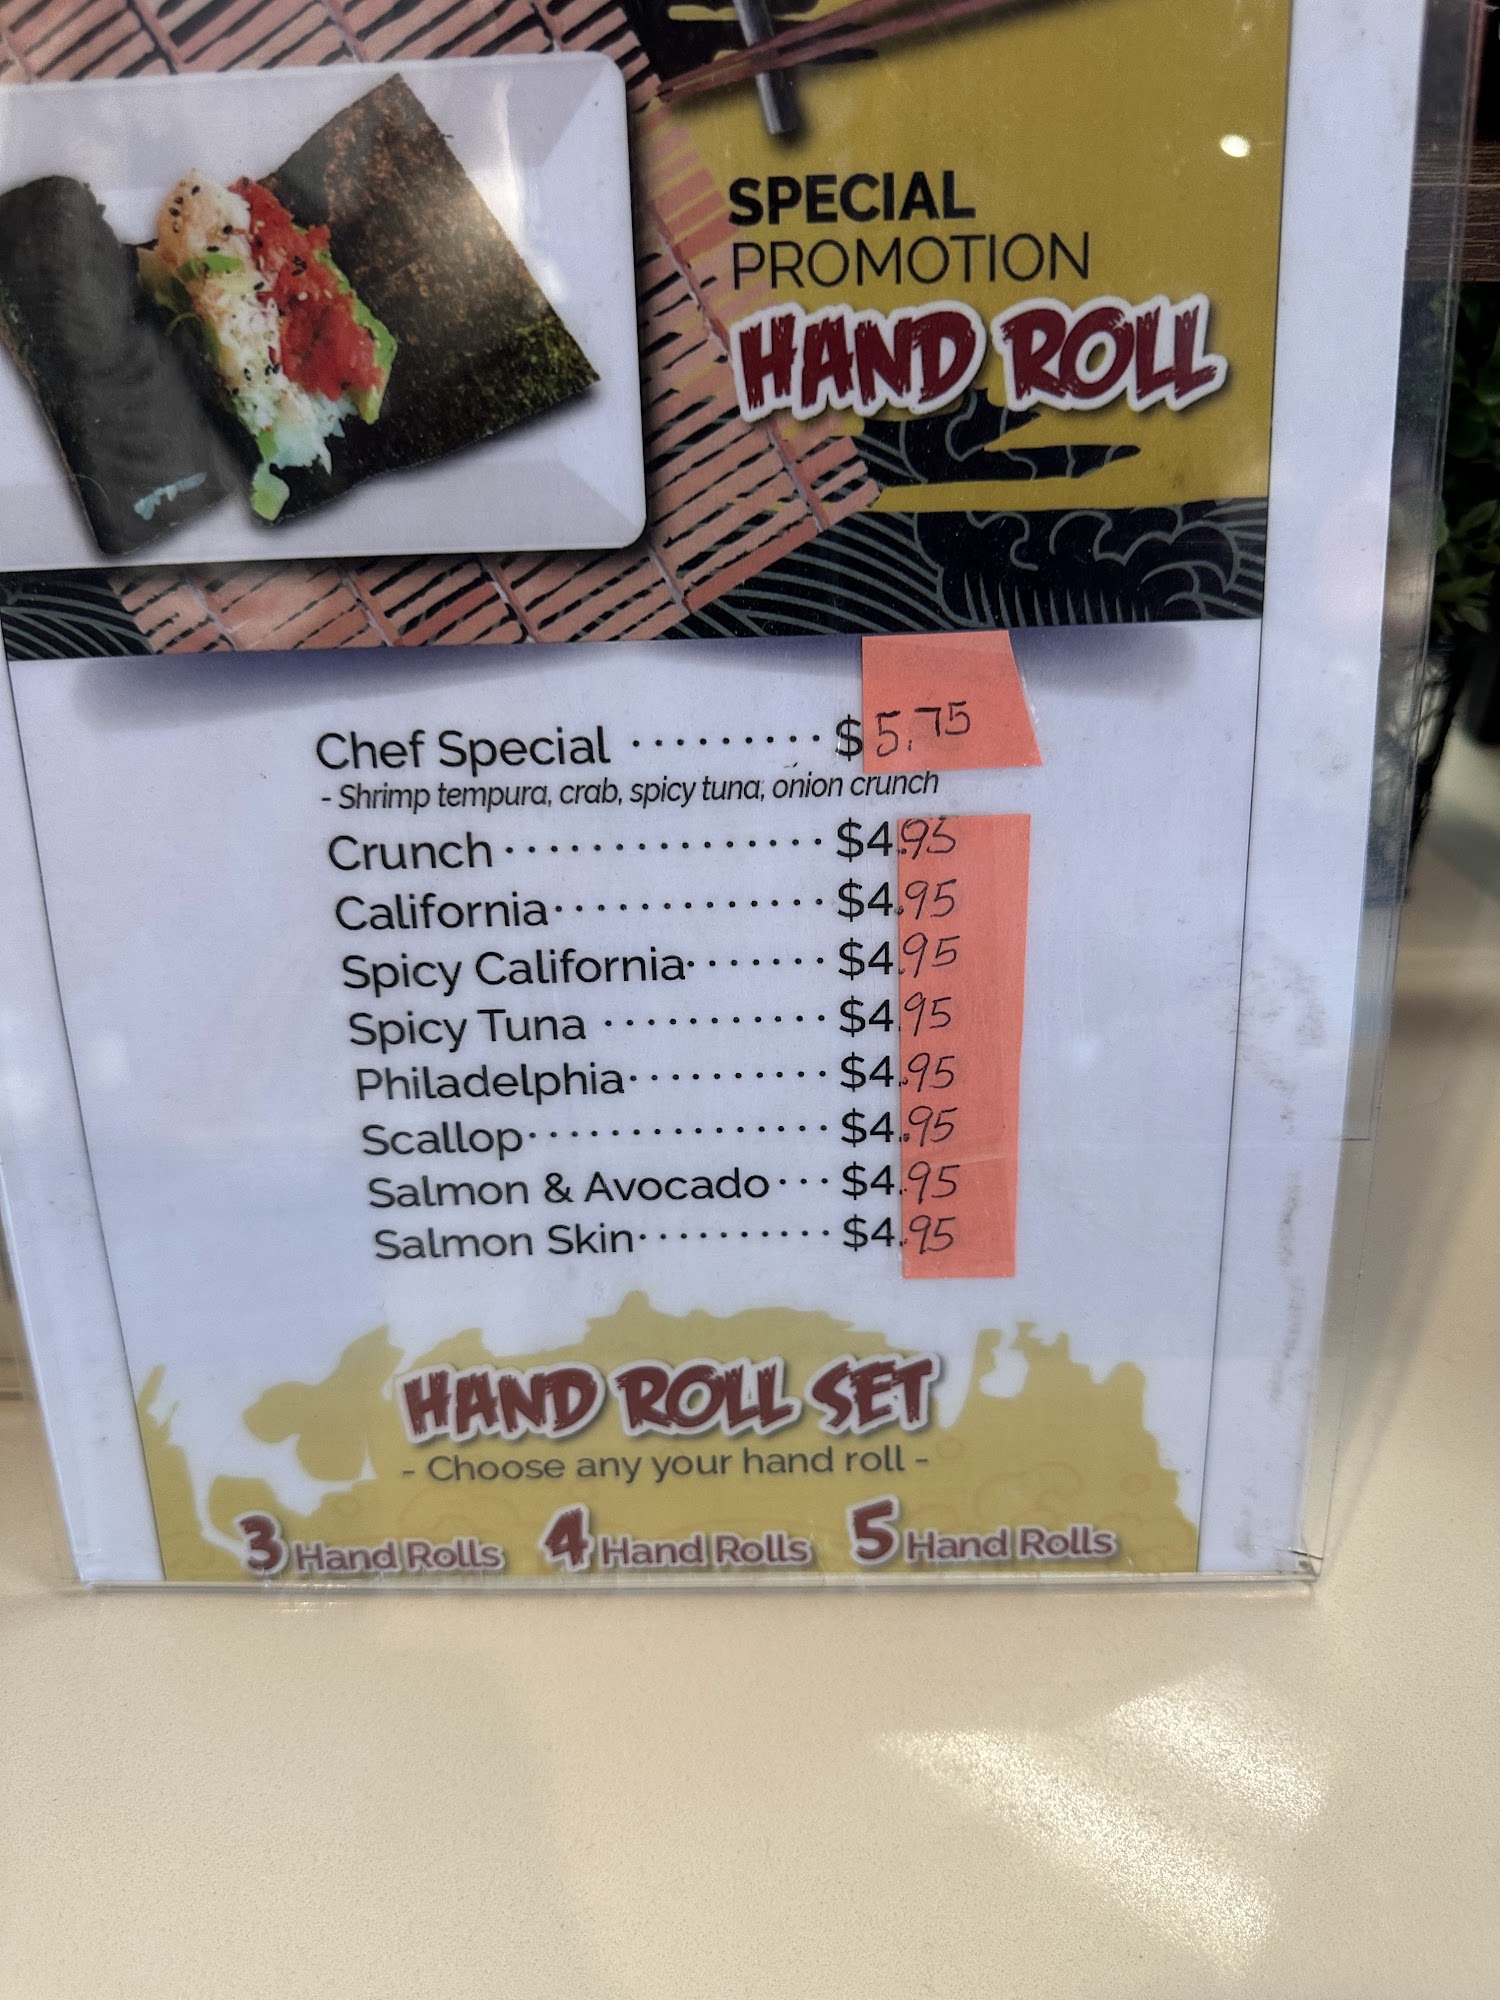 SPECIAL
PROMOTION
HAND ROLL
Chef Special ········· $5.75
- Shrimp tempura, crab, spicy tuna, onion crunch
Crunch ··············· $4.95
California ············· $4.95
Spicy California ······· $4.95
Spicy Tuna ··········· $4.95
Philadelphia ·········· $4.95
Scallop ··············· $4.95
Salmon & Avocado ··· $4.95
Salmon Skin ·········· $4.95
HAND ROLL SET
- Choose any your hand roll -
3 Hand Rolls 4 Hand Rolls 5 Hand Rolls